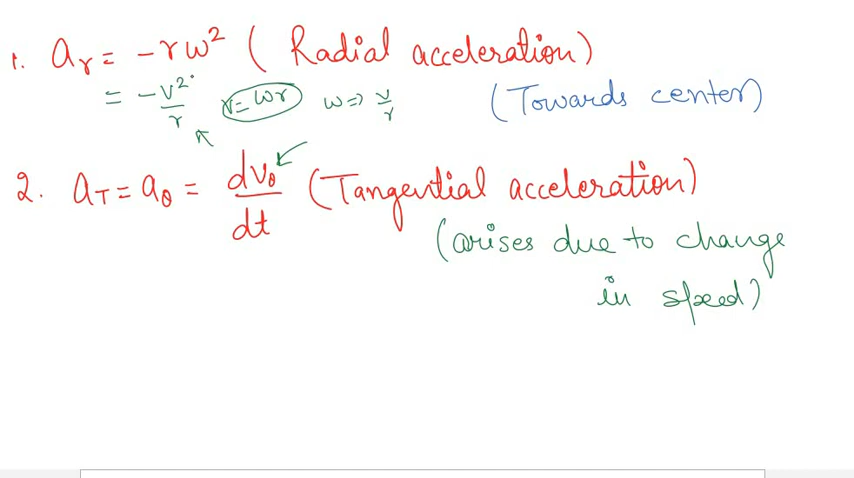 1. aᵣ = -rω² ( Radial acceleration)
= -v²/r v = ωr ω => v/r (Towards center)
2. a_T = a_θ = dv_θ/dt (Tangential acceleration)
(arises due to change
in speed)